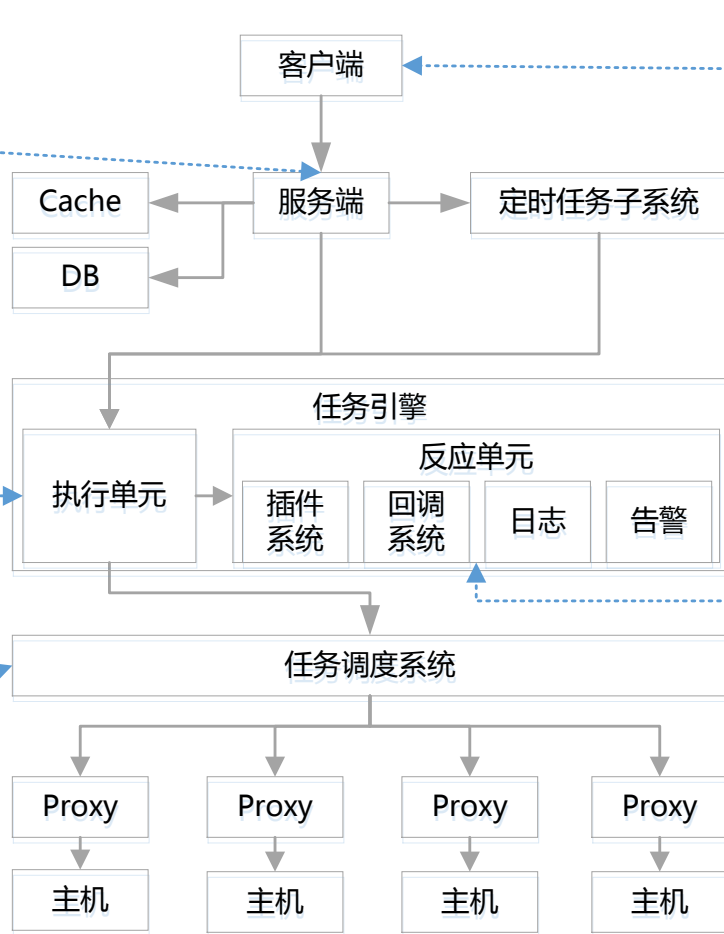 客户端
Cache
服务端
定时任务子系统
DB
任务引擎
执行单元
反应单元
插件
系统
回调
系统
日志
告警
任务调度系统
Proxy
Proxy
Proxy
Proxy
主机
主机
主机
主机